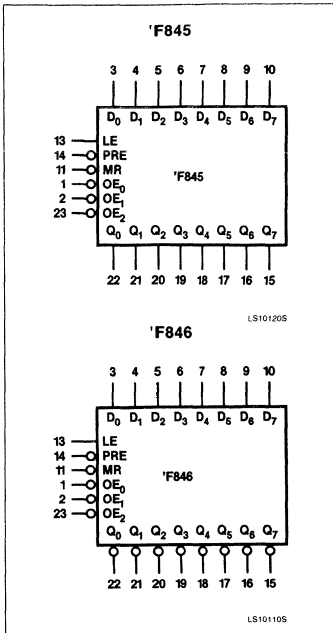 'F845
3 4 5 6 7 8 9 10
D0 D1 D2 D3 D4 D5 D6 D7
13 LE
14 PRE
11 MR
1 OE0
'F845
2 OE1
23 OE2
Q0 Q1 Q2 Q3 Q4 Q5 Q6 Q7
22 21 20 19 18 17 16 15
LS10120S
'F846
3 4 5 6 7 8 9 10
D0 D1 D2 D3 D4 D5 D6 D7
13 LE
14 PRE
11 MR
1 OE0
'F846
2 OE1
23 OE2
Q0 Q1 Q2 Q3 Q4 Q5 Q6 Q7
22 21 20 19 18 17 16 15
LS10110S